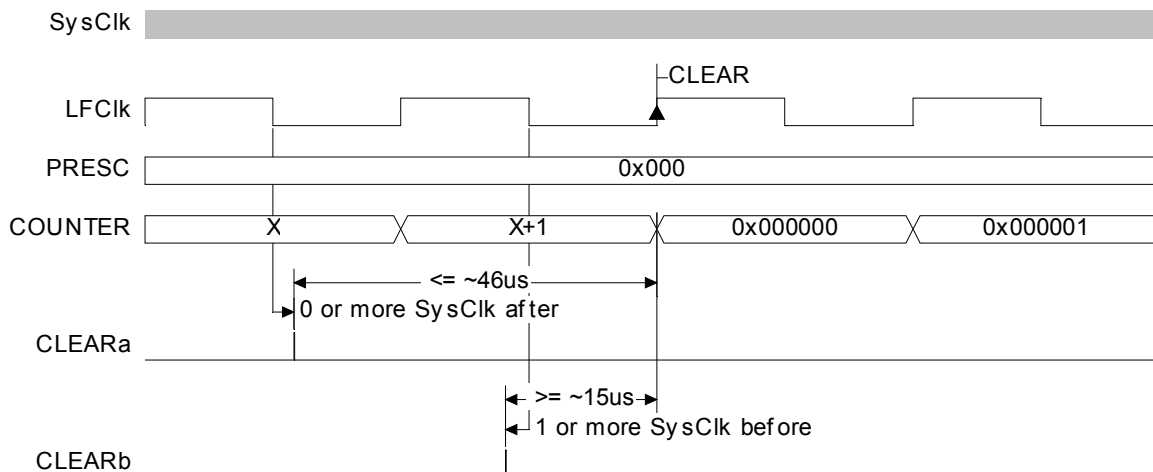 SysClk
CLEAR
LFClk
PRESC 0x000
COUNTER X X+1 0x000000 0x000001
<= ~46us
0 or more SysClk after
CLEARa
>= ~15us
1 or more SysClk before
CLEARb